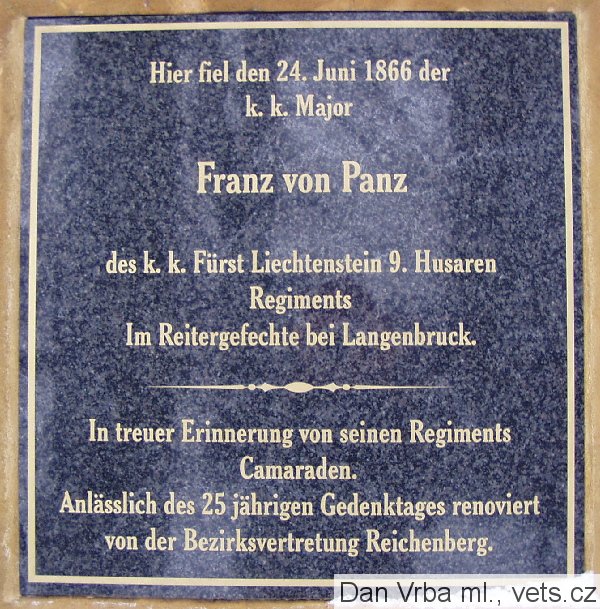 Hier fiel den 24. Juni 1866 der
k. k. Major
Franz von Panz
des k. k. Fürst Liechtenstein 9. Husaren
Regiments
Im Reitergefechte bei Langenbruck.
In treuer Erinnerung von seinen Regiments
Camaraden.
Anlässlich des 25 jährigen Gedenktages renoviert
von der Bezirksvertretung Reichenberg.
Dan Vrba ml., vets.cz